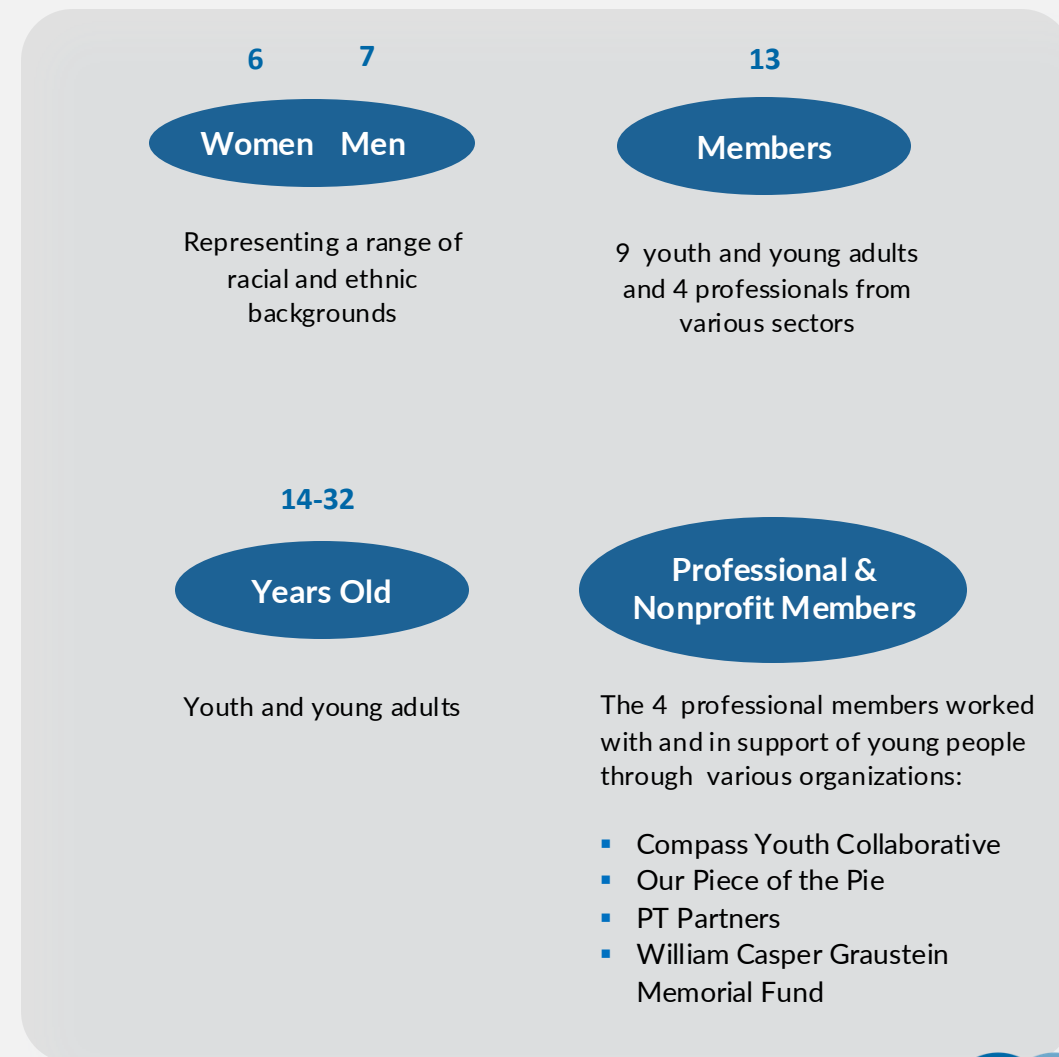 6 7
Women Men
Representing a range of
racial and ethnic
backgrounds
13
Members
9 youth and young adults
and 4 professionals from
various sectors
14-32
Years Old
Youth and young adults
Professional &
Nonprofit Members
The 4 professional members worked
with and in support of young people
through various organizations:
▪ Compass Youth Collaborative
▪ Our Piece of the Pie
▪ PT Partners
▪ William Casper Graustein
Memorial Fund